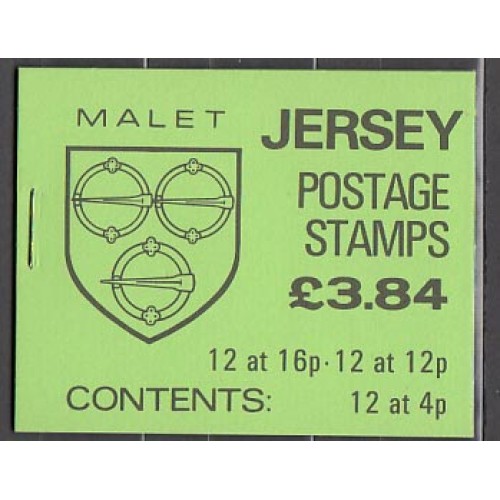 MALET
JERSEY
POSTAGE
STAMPS
£3.84
12 at 16p·12 at 12p
CONTENTS: 12 at 4p